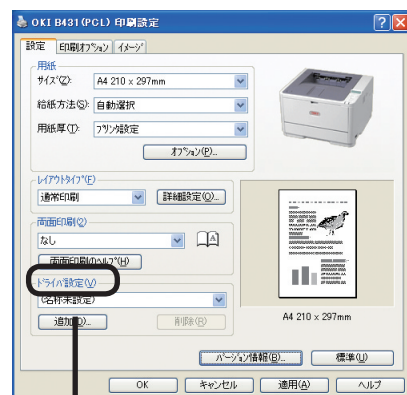 OKI B431(PCL) 印刷設定
設定 印刷オプション イメージ
用紙
サイズ(Z): A4 210 x 297mm
給紙方法(S): 自動選択
用紙厚(T): プリンタ設定
オプション(P)...
レイアウトタイプ(F)
通常印刷 詳細設定(O)...
両面印刷(2)
なし
両面印刷のヘルプ(H)
ドライバ設定(V)
(名称未設定)
追加(D)... 削除(R)
A4 210 x 297mm
バージョン情報(B)... 標準(U)
OK キャンセル 適用(A) ヘルプ